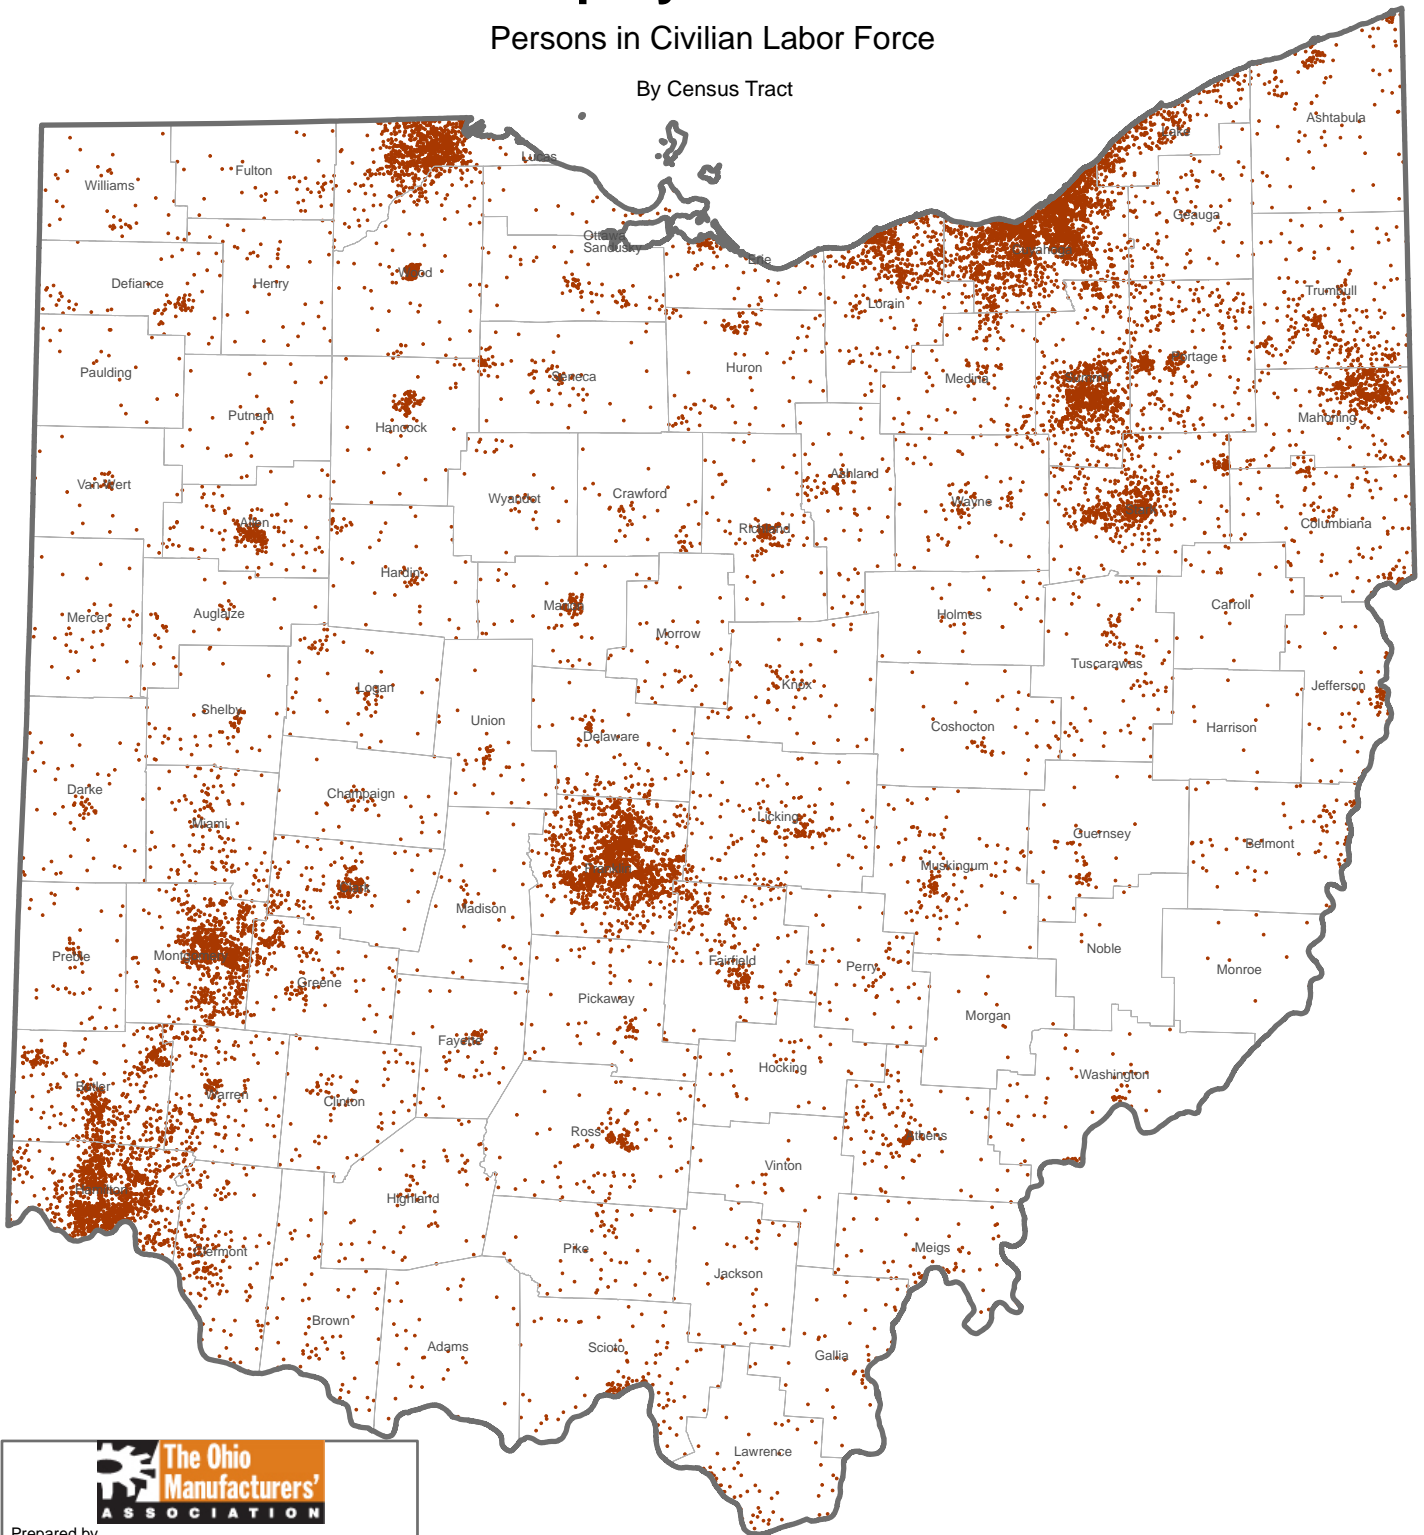 Persons in Civilian Labor Force
By Census Tract
Ashtabula
Lake
Lucas
Fulton
Williams
Geauga
Ottawa
Sandusky
Erie
Wood
Defiance
Henry
Lorain
Trumbull
Portage
Huron
Paulding
Seneca
Medina
Putnam
Hancock
Mahoning
Ashland
Van Wert
Wyandot
Crawford
Wayne
Allen
Richland
Columbiana
Hardin
Marion
Carroll
Mercer
Auglaize
Holmes
Morrow
Tuscarawas
Logan
Knox
Jefferson
Shelby
Union
Coshocton
Harrison
Delaware
Darke
Champaign
Licking
Miami
Guernsey
Belmont
Muskingum
Madison
Noble
Preble
Montgomery
Fairfield
Perry
Monroe
Greene
Pickaway
Morgan
Fayette
Hocking
Washington
Butler
Warren
Clinton
Ross
Athens
Vinton
Hamilton
Highland
Clermont
Pike
Meigs
Jackson
Brown
Adams
Scioto
Gallia
Lawrence
The Ohio
Manufacturers'
ASSOCIATION
Prepared by